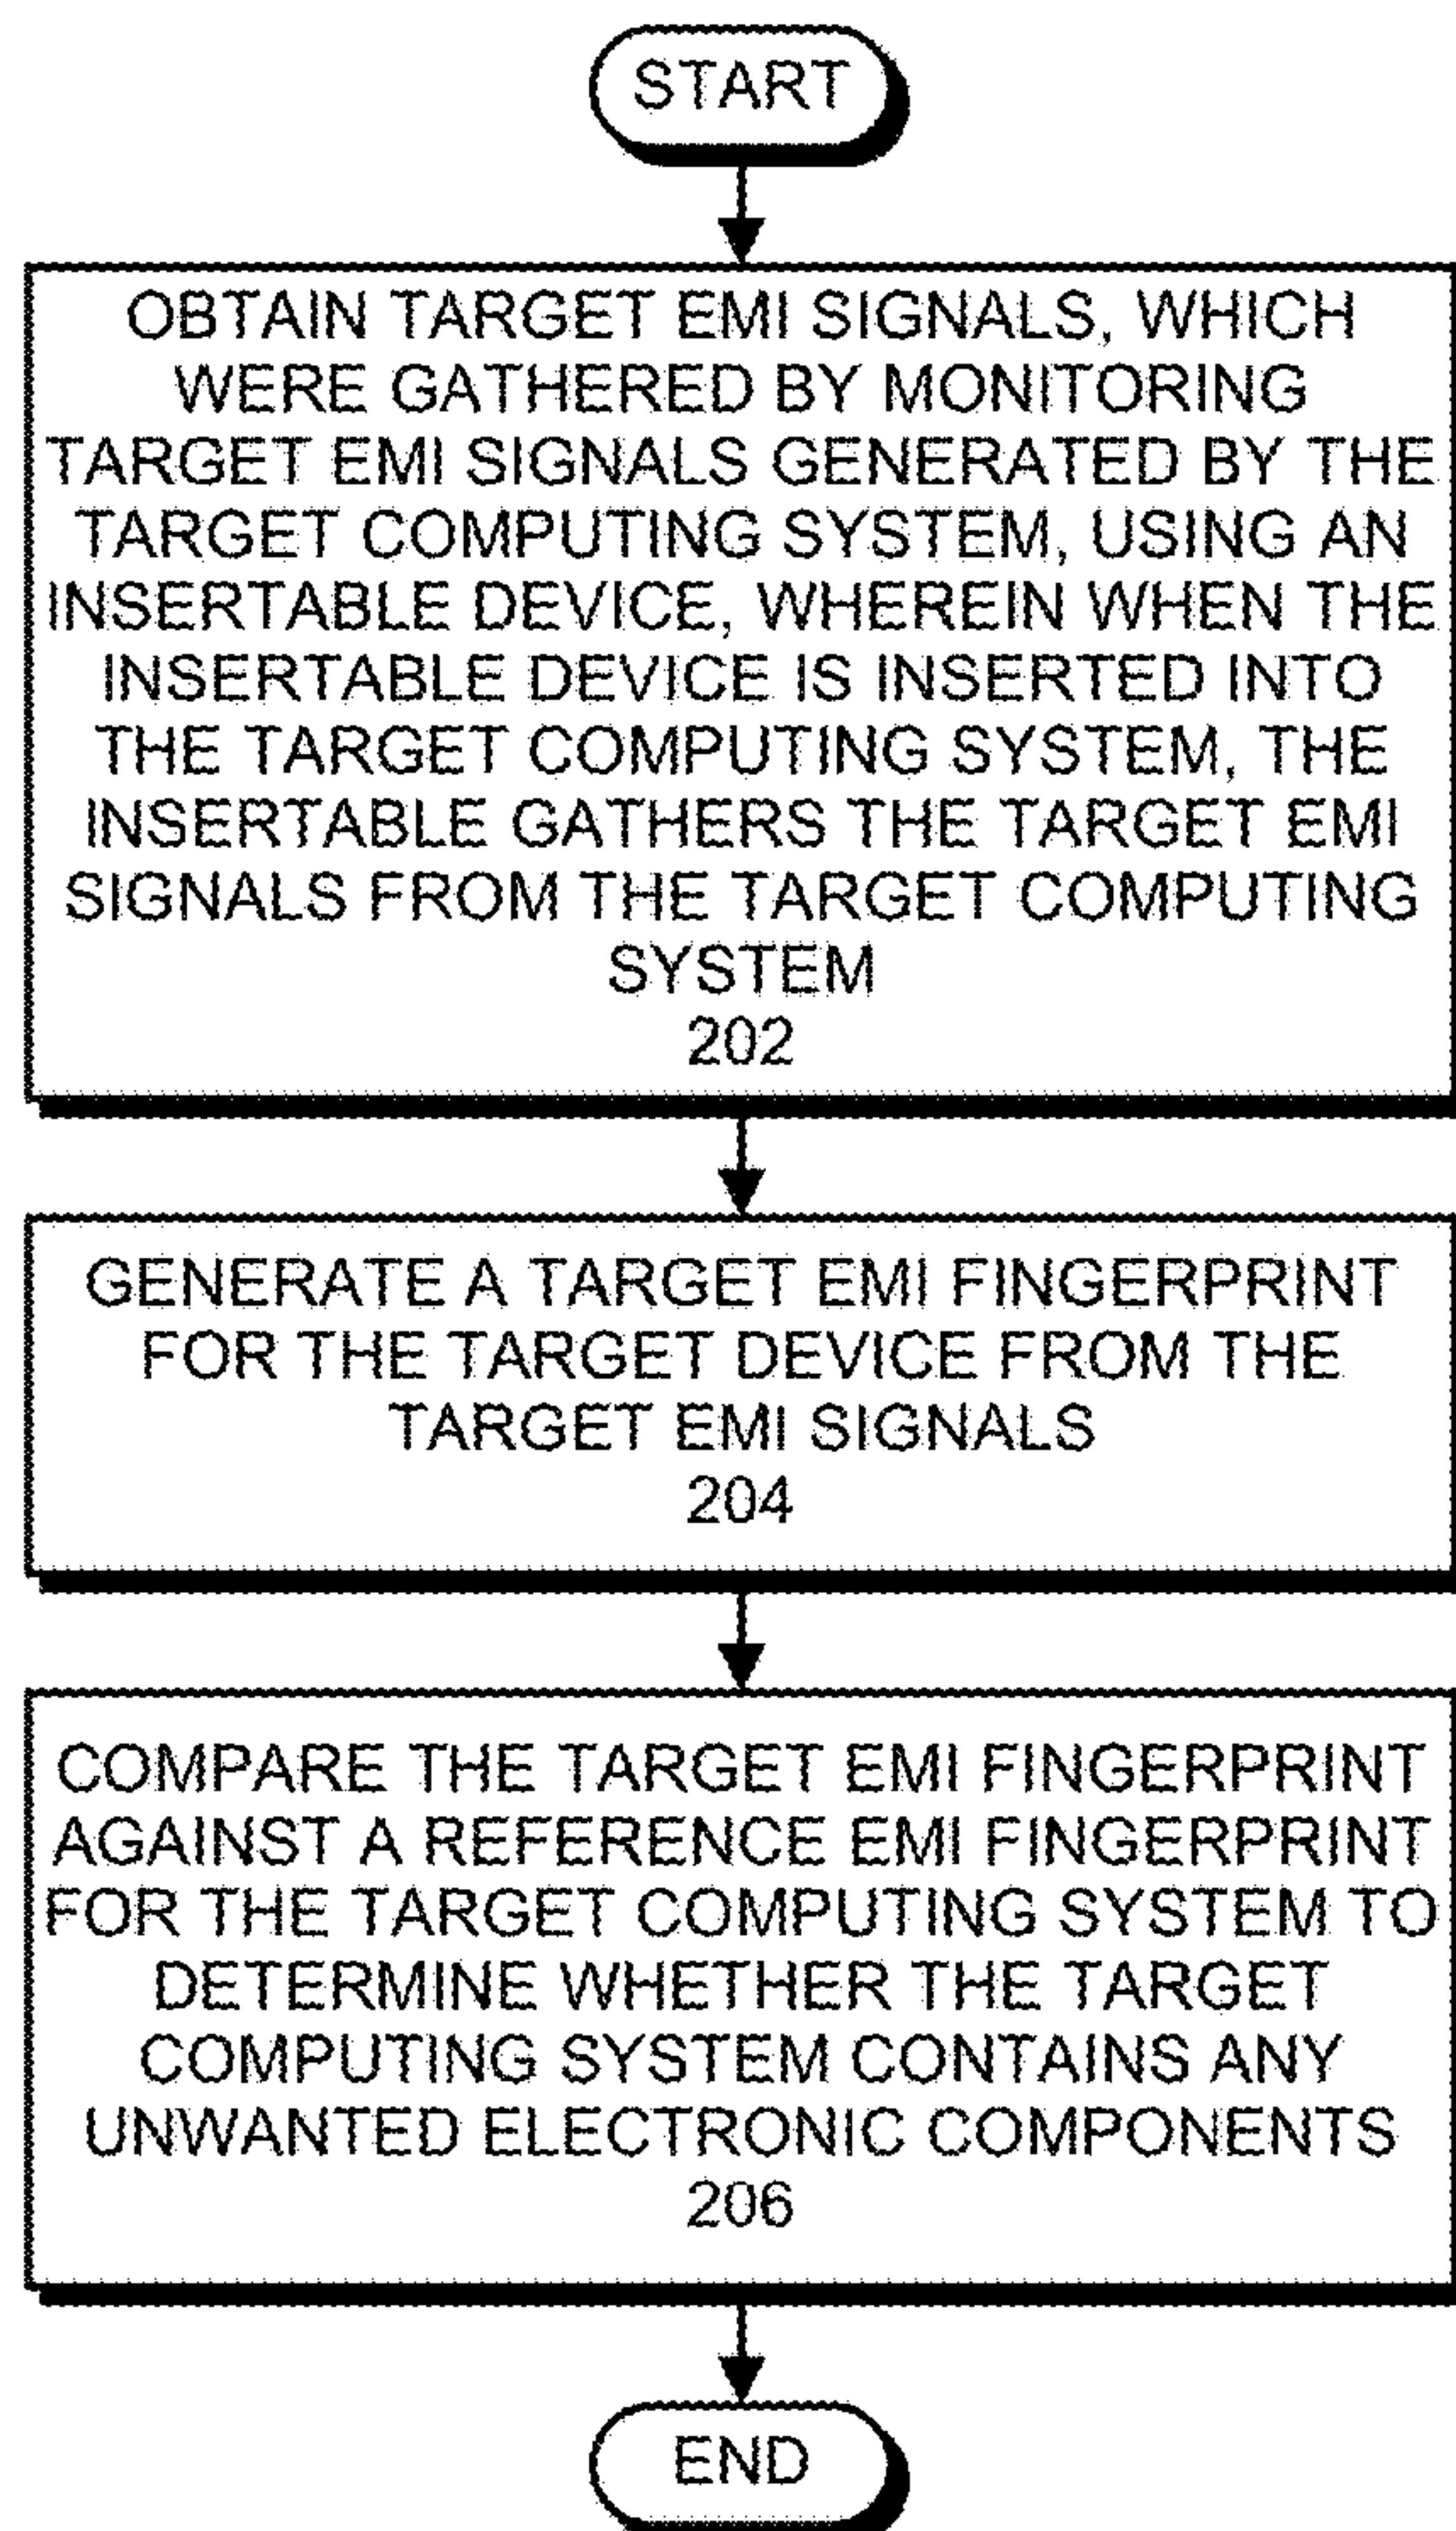 START
OBTAIN TARGET EMI SIGNALS, WHICH
WERE GATHERED BY MONITORING
TARGET EMI SIGNALS GENERATED BY THE
TARGET COMPUTING SYSTEM, USING AN
INSERTABLE DEVICE, WHEREIN WHEN THE
INSERTABLE DEVICE IS INSERTED INTO
THE TARGET COMPUTING SYSTEM, THE
INSERTABLE GATHERS THE TARGET EMI
SIGNALS FROM THE TARGET COMPUTING
SYSTEM
202
GENERATE A TARGET EMI FINGERPRINT
FOR THE TARGET DEVICE FROM THE
TARGET EMI SIGNALS
204
COMPARE THE TARGET EMI FINGERPRINT
AGAINST A REFERENCE EMI FINGERPRINT
FOR THE TARGET COMPUTING SYSTEM TO
DETERMINE WHETHER THE TARGET
COMPUTING SYSTEM CONTAINS ANY
UNWANTED ELECTRONIC COMPONENTS
206
END